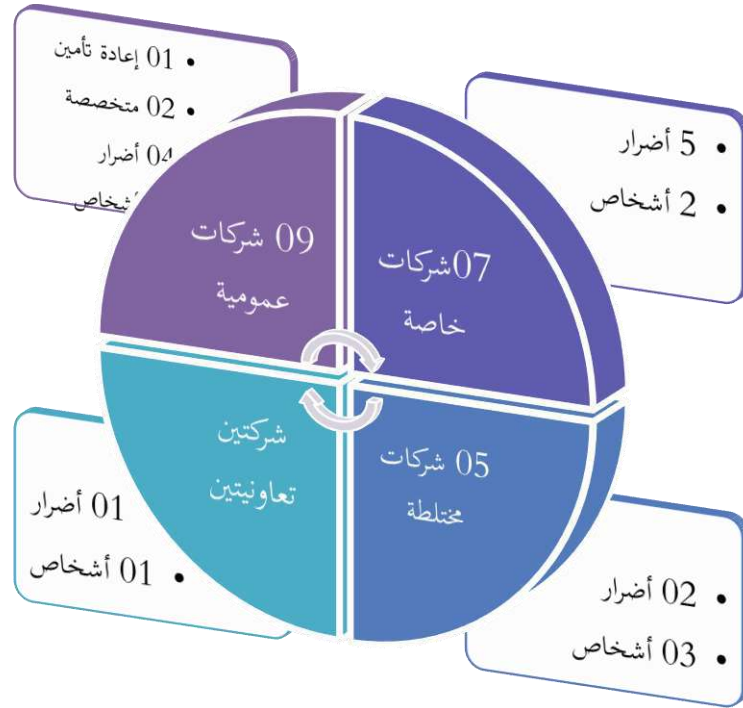 01 إعادة تأمين
02 متخصصة
04 أضرار
أشخاص
09 شركات
عمومية
5 أضرار
2 أشخاص
07شركات
خاصة
شركتين
تعاونيتين
01 أضرار
01 أشخاص
05 شركات
مختلطة
02 أضرار
03 أشخاص